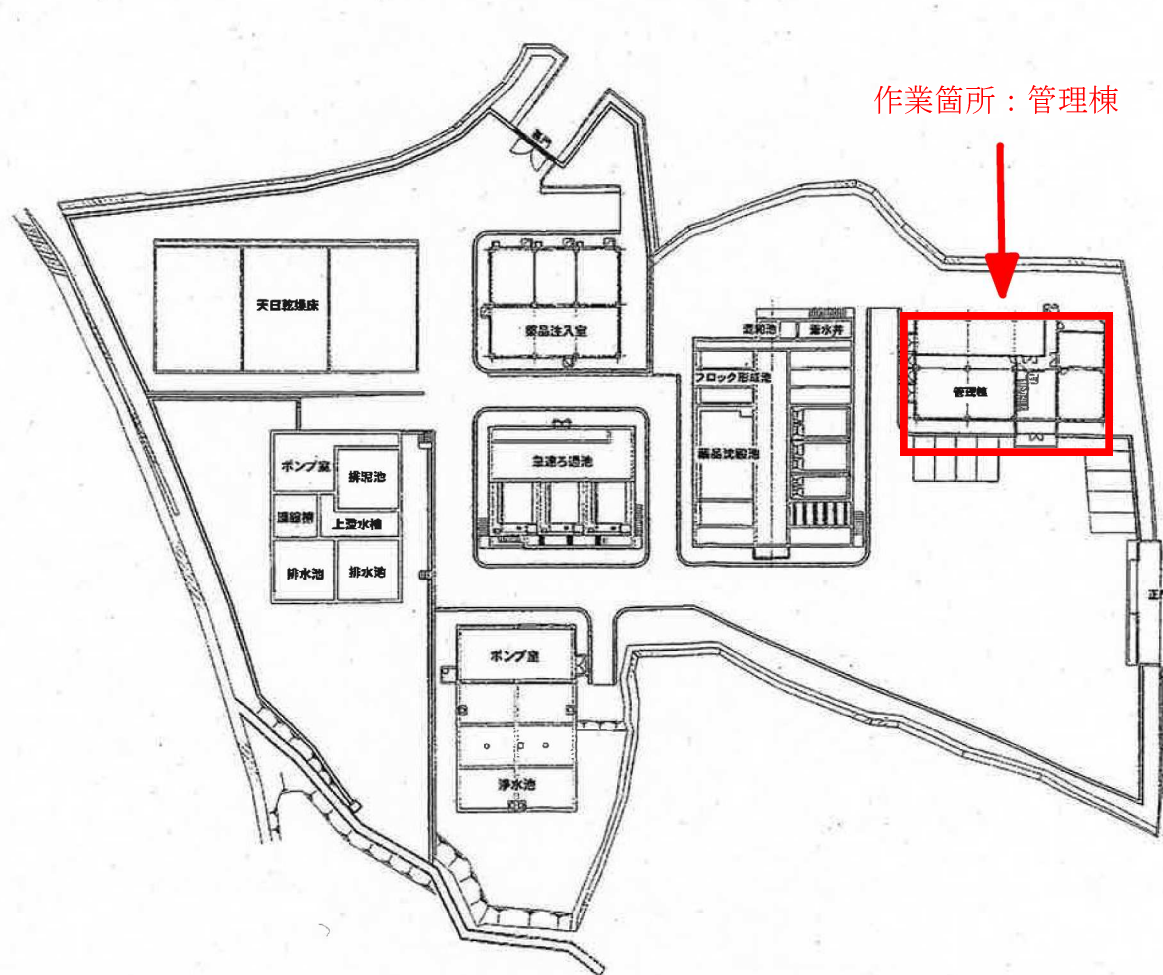 作業箇所：管理棟
裏門
天日乾燥床
薬品注入室
混和池
着水井
フロック形成池
管理棟
薬品沈殿池
急速ろ過池
ポンプ室
排泥池
濃縮槽
上澄水槽
排水池
排水池
ポンプ室
浄水池